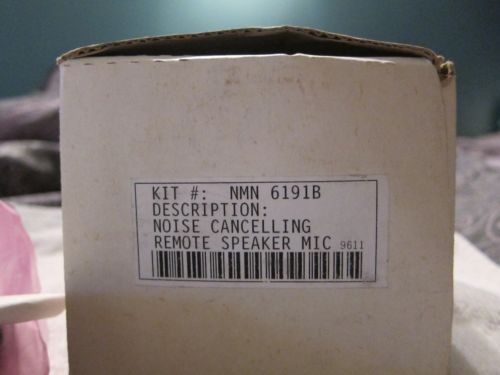 KIT #: NMN 6191B
DESCRIPTION:
NOISE CANCELLING
REMOTE SPEAKER MIC 9611